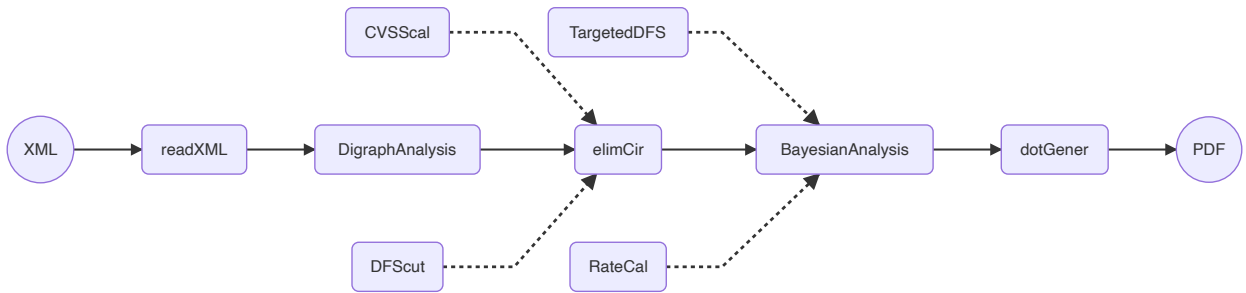 CVSScal
TargetedDFS
XML
readXML
DigraphAnalysis
elimCir
BayesianAnalysis
dotGener
PDF
DFScut
RateCal